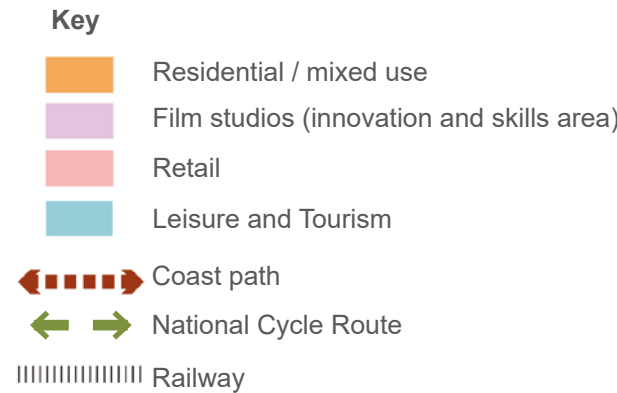 Key
Residential / mixed use
Film studios (innovation and skills area)
Retail
Leisure and Tourism
Coast path
National Cycle Route
Railway